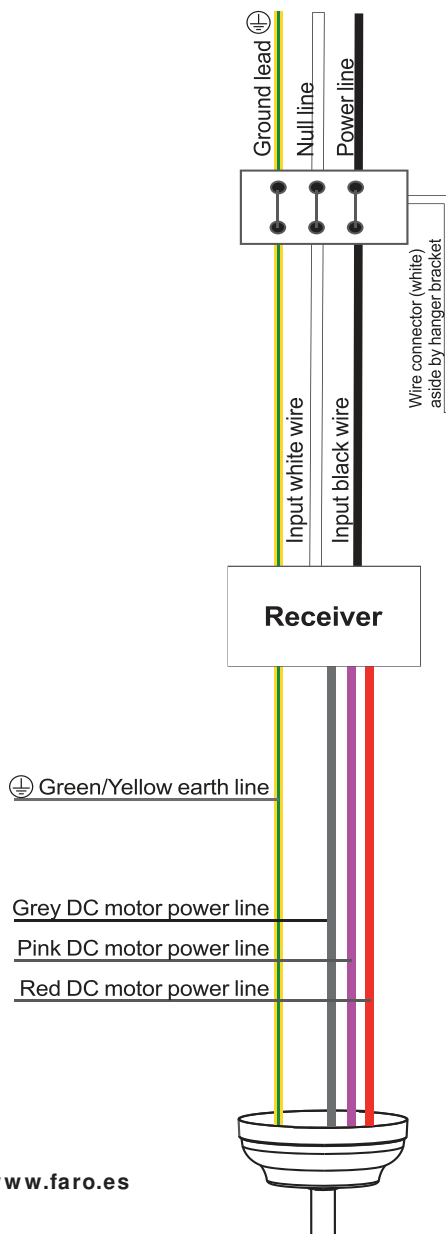 Ground lead
Null line
Power line
Wire connector (white)
aside by hanger bracket
Input white wire
Input black wire
Receiver
Green/Yellow earth line
Grey DC motor power line
Pink DC motor power line
Red DC motor power line
www.faro.es